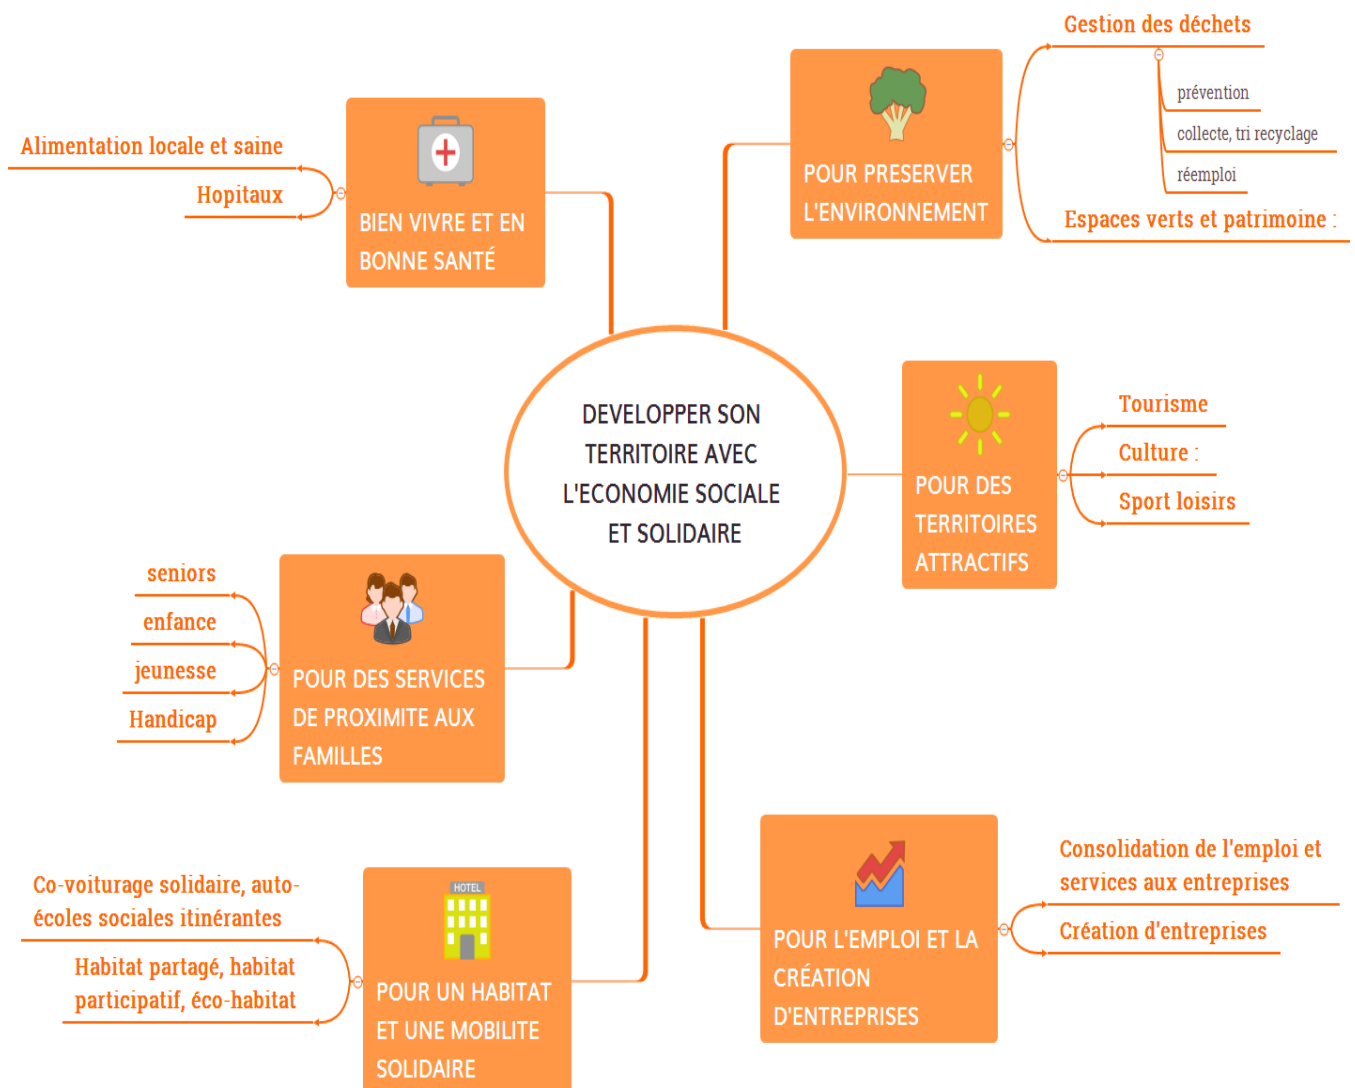 DEVELOPPER SON
TERRITOIRE AVEC
L'ECONOMIE SOCIALE
ET SOLIDAIRE
POUR PRESERVER
L'ENVIRONNEMENT
Gestion des déchets
prévention
collecte, tri recyclage
réemploi
Espaces verts et patrimoine :
POUR DES
TERRITOIRES
ATTRACTIFS
Tourisme
Culture :
Sport loisirs
POUR L'EMPLOI ET LA
CRÉATION
D'ENTREPRISES
Consolidation de l'emploi et
services aux entreprises
Création d'entreprises
BIEN VIVRE ET EN
BONNE SANTÉ
Alimentation locale et saine
Hopitaux
POUR DES SERVICES
DE PROXIMITE AUX
FAMILLES
seniors
enfance
jeunesse
Handicap
HOTEL
POUR UN HABITAT
ET UNE MOBILITE
SOLIDAIRE
Co-voiturage solidaire, auto-
écoles sociales itinérantes
Habitat partagé, habitat
participatif, éco-habitat